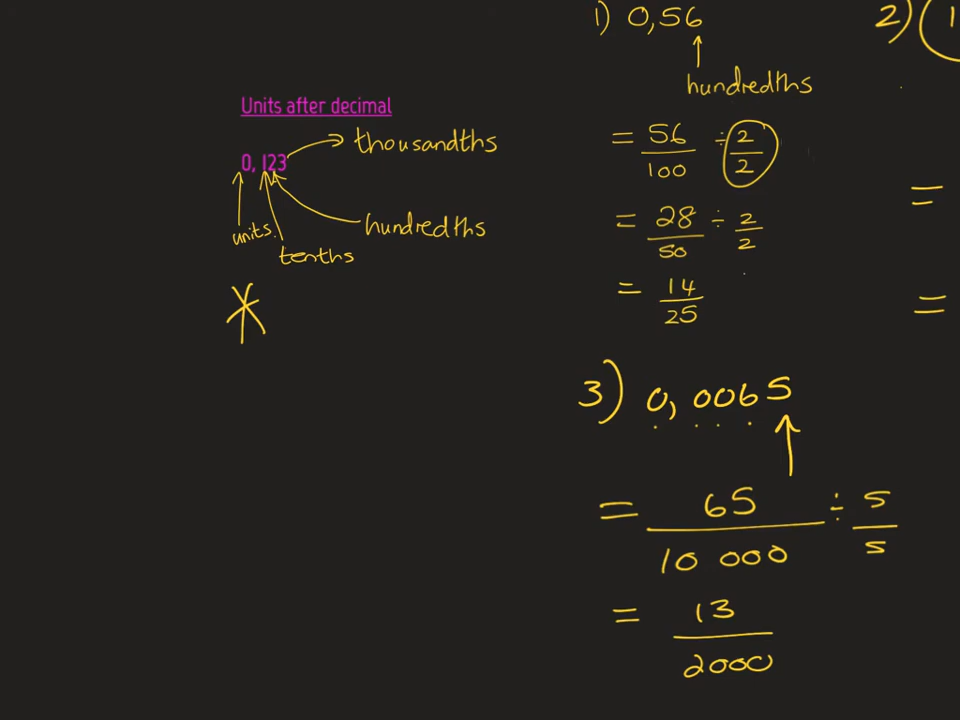 Units after decimal
0,123
thousandths
units
tenths
hundredths
1) 0,56
hundredths
= 56/100 ÷ 2/2
= 28/50 ÷ 2/2
= 14/25
2) (1
=
=
3) 0,0065
= 65/10 000 ÷ 5/5
= 13/2000